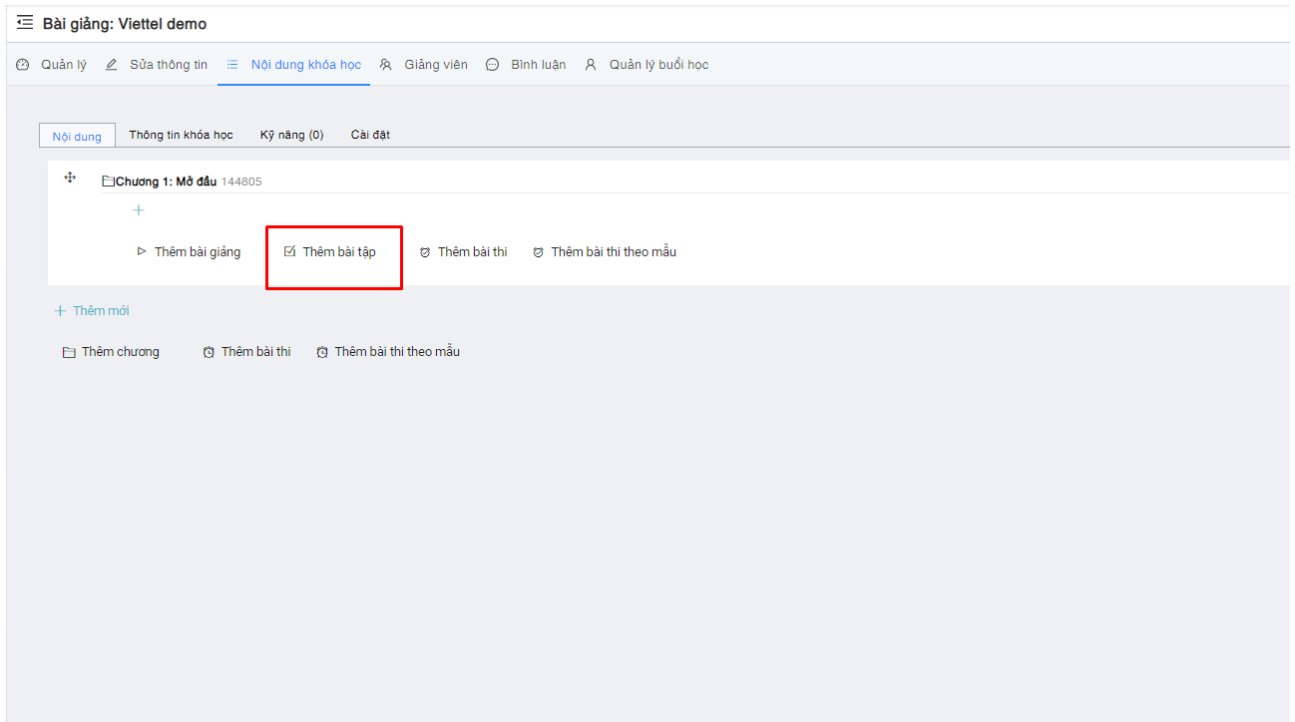 Bài giảng: Viettel demo
Quản lý Sửa thông tin Nội dung khóa học Giảng viên Bình luận Quản lý buổi học
Nội dung Thông tin khóa học Kỹ năng (0) Cài đặt
Chương 1: Mở đầu 144805
Thêm bài giảng Thêm bài tập Thêm bài thi Thêm bài thi theo mẫu
+ Thêm mới
Thêm chương Thêm bài thi Thêm bài thi theo mẫu